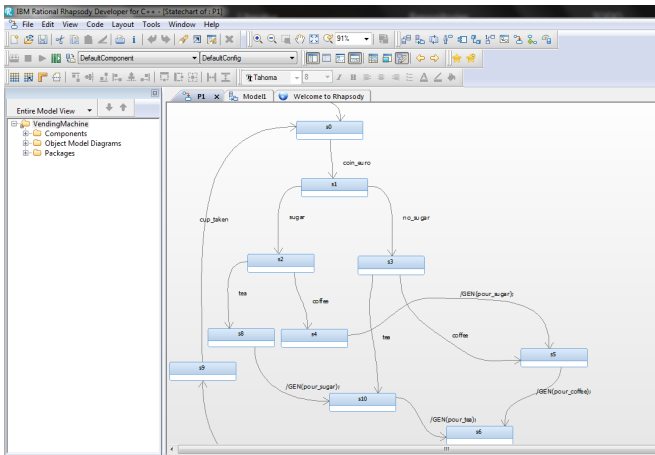 IBM Rational Rhapsody Developer for C++ - [Statechart of : P1]
File Edit View Code Layout Tools Window Help
91%
DefaultComponent DefaultConfig
Tahoma 8
Entire Model View
P1 Model1 Welcome to Rhapsody
VendingMachine
Components
Object Model Diagrams
Packages
s0
coin_euro
s1
cup_taken sugar no_sugar
s2 s3
tea coffee /GEN(pour_sugar);
s8 s4 tea coffee
s5
s9
/GEN(pour_sugar); /GEN(pour_coffee);
s10
/GEN(pour_tea);
s6